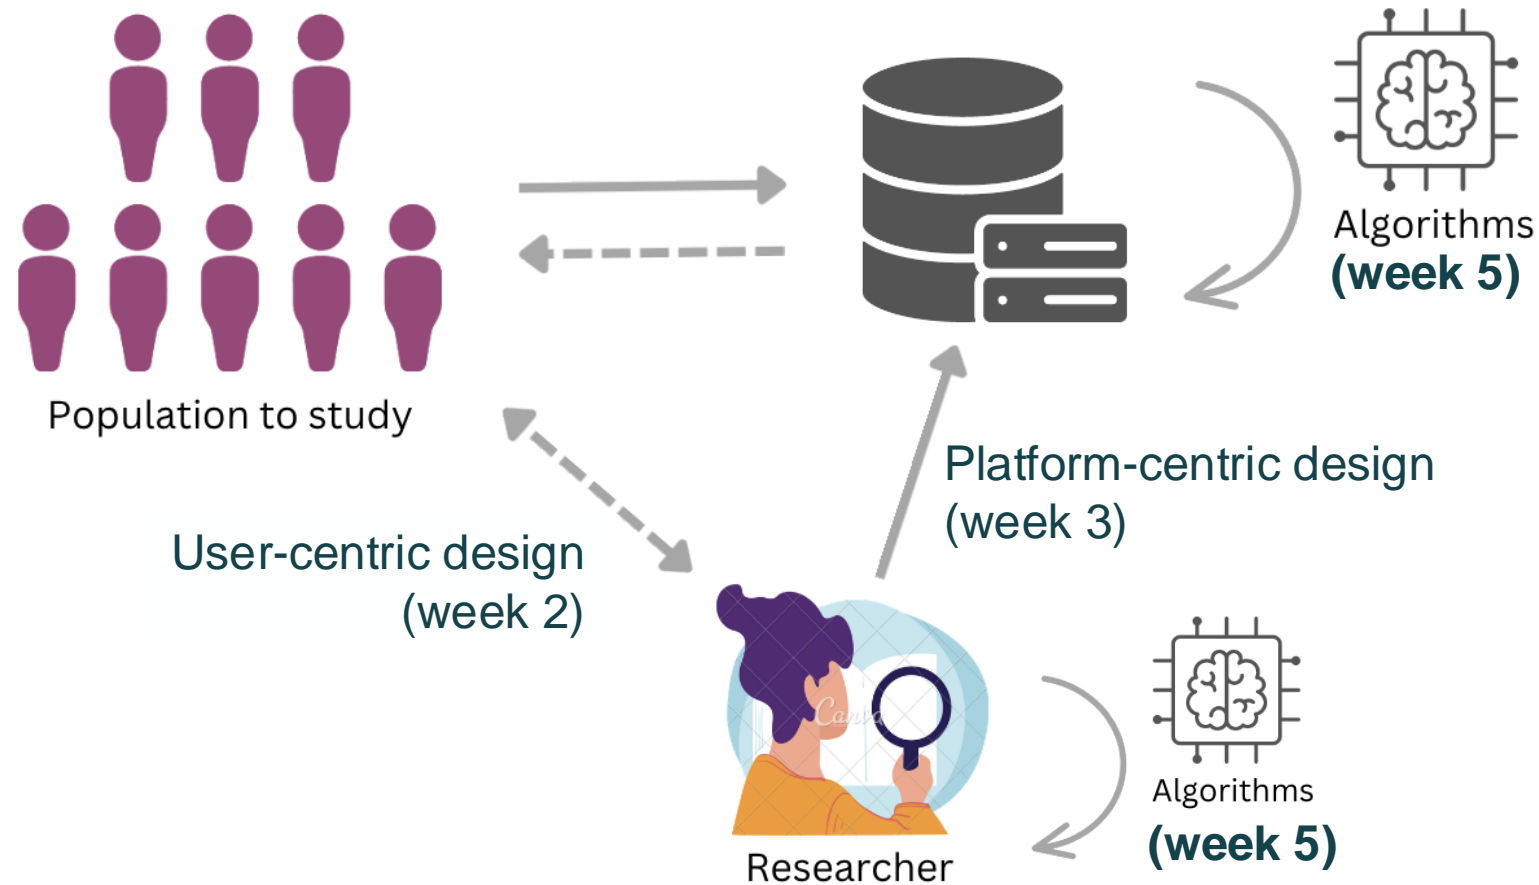 Algorithms
(week 5)
Population to study
Platform-centric design
(week 3)
User-centric design
(week 2)
Canva
Algorithms
(week 5)
Researcher